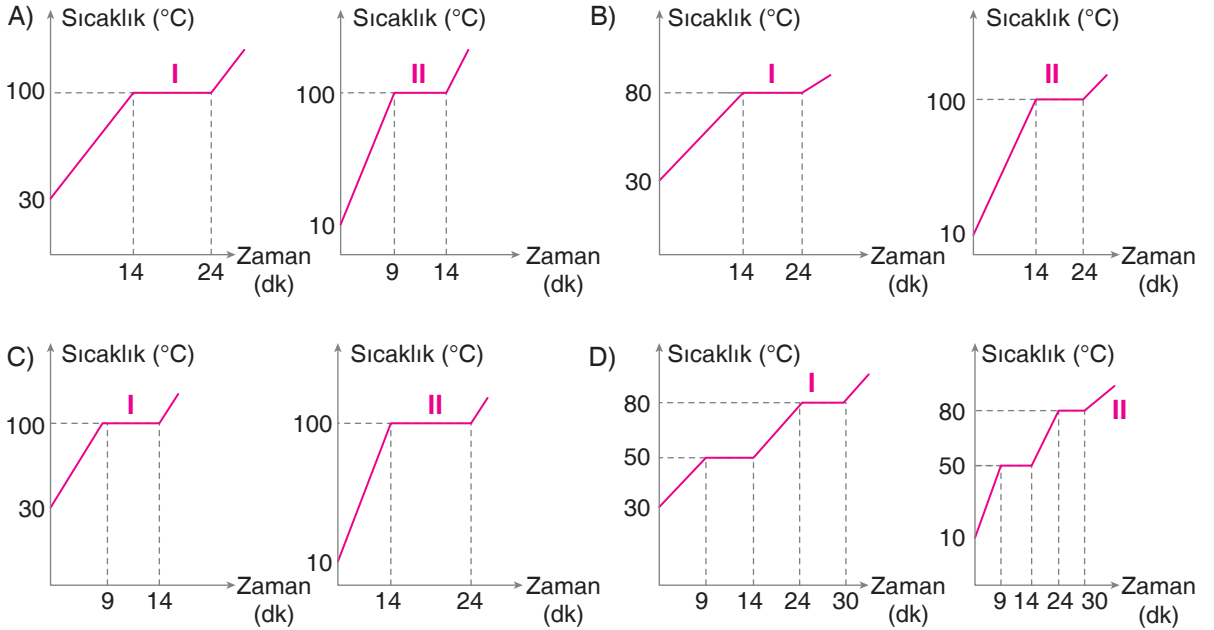 A)
Sıcaklık (°C)
I
100
30
14
24
Zaman
(dk)
Sıcaklık (°C)
II
100
10
9
14
Zaman
(dk)
B)
Sıcaklık (°C)
I
80
30
14
24
Zaman
(dk)
Sıcaklık (°C)
II
100
10
14
24
Zaman
(dk)
C)
Sıcaklık (°C)
I
100
30
9
14
Zaman
(dk)
Sıcaklık (°C)
II
100
10
14
24
Zaman
(dk)
D)
Sıcaklık (°C)
I
80
50
30
9
14
24
30
Zaman
(dk)
Sıcaklık (°C)
80
II
50
10
9
14
24
30
Zaman
(dk)